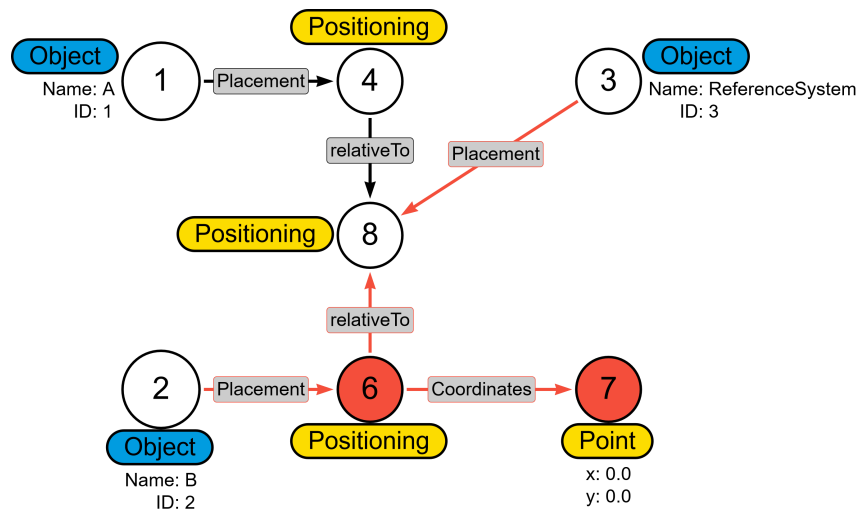 Positioning
Object
1
Placement
4
3
Object
Name: A
ID: 1
Name: ReferenceSystem
ID: 3
relativeTo
Placement
Positioning
8
relativeTo
2
Placement
6
Coordinates
7
Object
Positioning
Point
Name: B
ID: 2
x: 0.0
y: 0.0